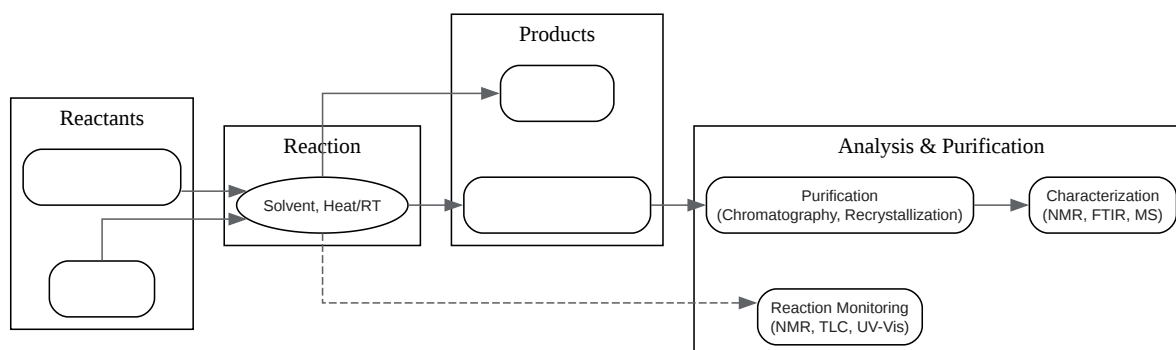 Products
Reactants
Reaction
Analysis & Purification
Solvent, Heat/RT
Purification
(Chromatography, Recrystallization)
Characterization
(NMR, FTIR, MS)
Reaction Monitoring
(NMR, TLC, UV-Vis)